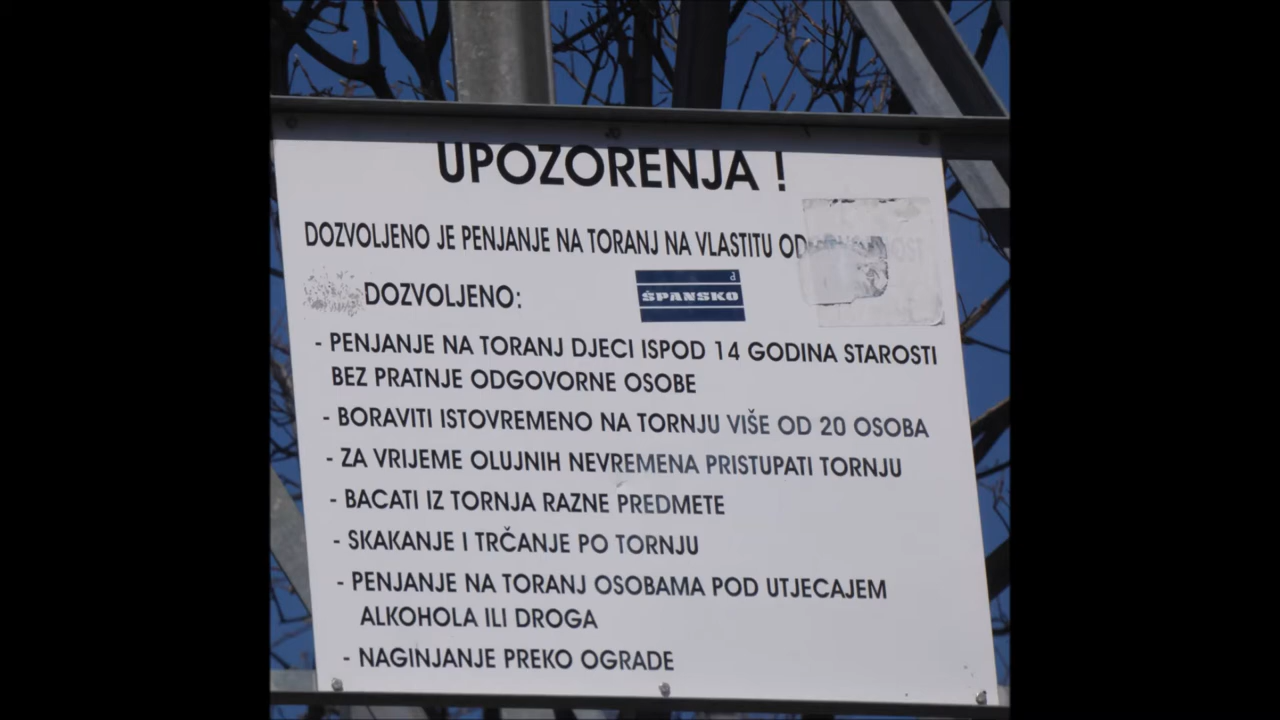 UPOZORENJA !
DOZVOLJENO JE PENJANJE NA TORANJ NA VLASTITU
DOZVOLJENO:
d
ŠPANSKO
- PENJANJE NA TORANJ DJECI ISPOD 14 GODINA STAROSTI
BEZ PRATNJE ODGOVORNE OSOBE
- BORAVITI ISTOVREMENO NA TORNJU VIŠE OD 20 OSOBA
- ZA VRIJEME OLUJNIH NEVREMENA PRISTUPATI TORNJU
- BACATI IZ TORNJA RAZNE PREDMETE
- SKAKANJE I TRČANJE PO TORNJU
- PENJANJE NA TORANJ OSOBAMA POD UTJECAJEM
ALKOHOLA ILI DROGA
- NAGINJANJE PREKO OGRADE